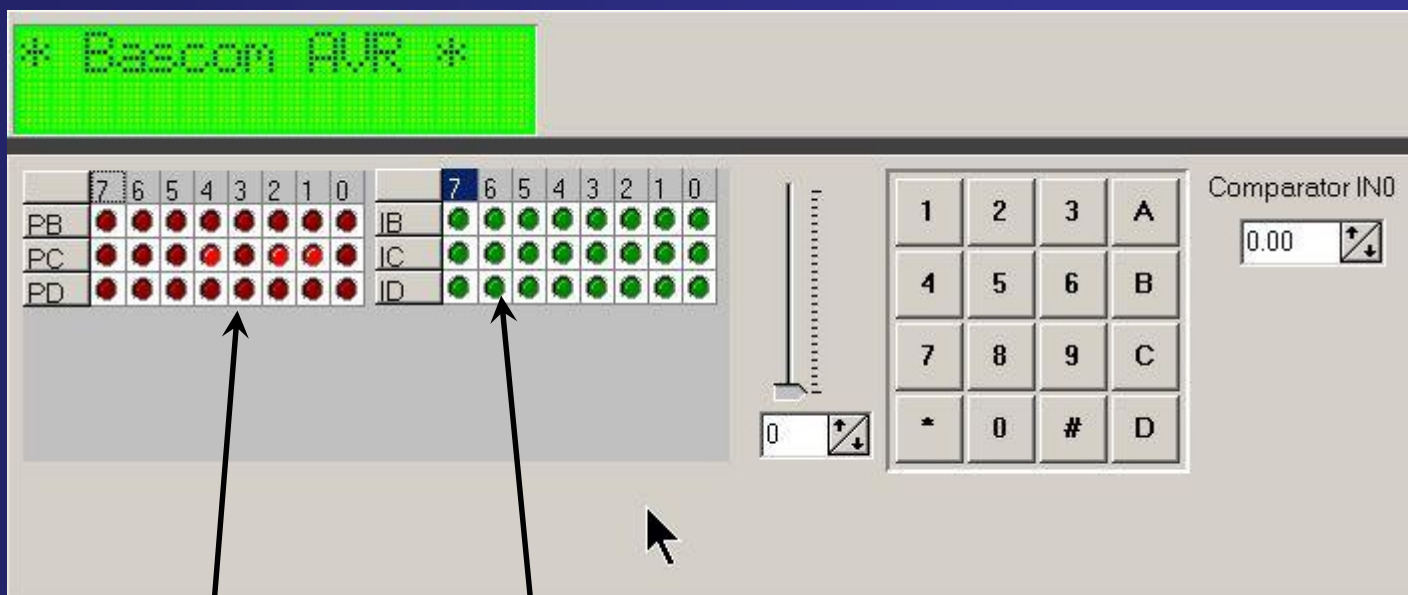 * Bascom AVR *
7 6 5 4 3 2 1 0
PB
PC
PD
7 6 5 4 3 2 1 0
IB
IC
ID
0
1 2 3 A
4 5 6 B
7 8 9 C
* 0 # D
Comparator IN0
0.00